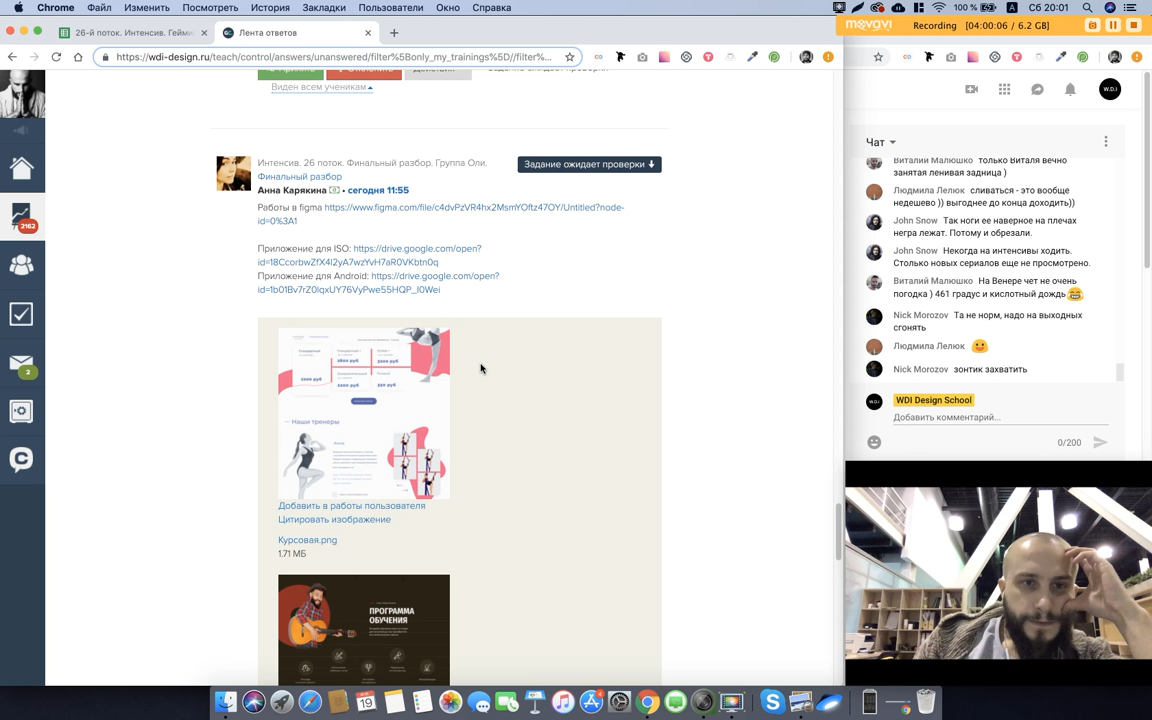 Chrome Файл Изменить Посмотреть История Закладки Пользователи Окно Справка
100 % Сб 20:01
26-й поток. Интенсив. Гейми
Лента ответов
movavi Recording [04:00:06 / 6.2 GB]
https://wdi-design.ru/teach/control/answers/unanswered/filter%5Bonly_my_trainings%5D//filter%...
Виден всем ученикам
2162
2
Интенсив. 26 поток. Финальный разбор. Группа Оли.
Задание ожидает проверки
Финальный разбор
Анна Карякина • сегодня 11:55
Работы в figma https://www.figma.com/file/c4dvPzVR4hx2MsmYOftz47OY/Untitled?node-
id=0%3A1
Приложение для ISO: https://drive.google.com/open?
id=18CcorbwZfX4l2yA7wzYvH7aR0VKbtn0q
Приложение для Android: https://drive.google.com/open?
id=1b01Bv7rZ0lqxUY76VyPwe55HQP_I0Wei
Наши тренеры
Добавить в работы пользователя
Цитировать изображение
Курсовая.png
1.71 МБ
ПРОГРАММА
ОБУЧЕНИЯ
W.D.I
Чат
Виталий Малюшко только Виталя вечно
занятая ленивая задница )
Людмила Лелюк сливаться - это вообще
недешево )) выгоднее до конца доходить))
John Snow Так ноги ее наверное на плечах
негра лежат. Потому и обрезали.
John Snow Некогда на интенсивы ходить.
Столько новых сериалов еще не просмотрено.
Виталий Малюшко На Венере чет не очень
погодка ) 461 градус и кислотный дождь
Nick Morozov Та не норм, надо на выходных
сгонять
Людмила Лелюк
Nick Morozov зонтик захватить
W.D.I
WDI Design School
Добавить комментарий...
0/200